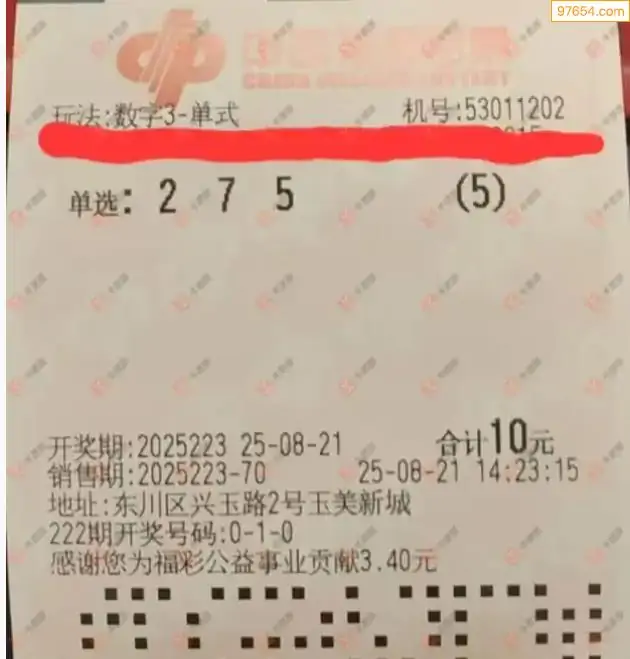 97654.com
CHINA WELFARE LOTTERY
玩法:数字3-单式 机号:53011202
单选: 2 7 5 (5)
开奖期:2025223 25-08-21 合计10元
销售期:2025223-70 25-08-21 14:23:15
地址:东川区兴玉路2号玉美新城
222期开奖号码:0-1-0
感谢您为福彩公益事业贡献3.40元